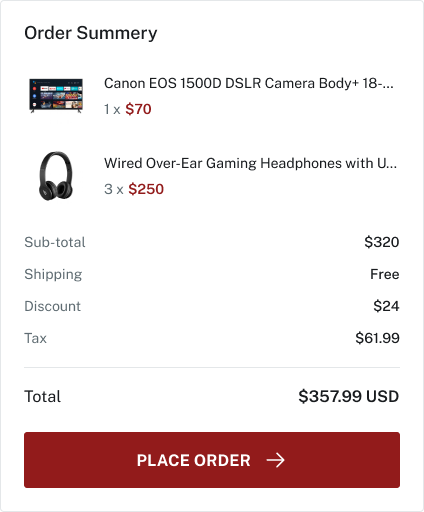 Order Summery
Canon EOS 1500D DSLR Camera Body+ 18-...
1 x $70
Wired Over-Ear Gaming Headphones with U...
3 x $250
Sub-total $320
Shipping Free
Discount $24
Tax $61.99
Total $357.99 USD
PLACE ORDER